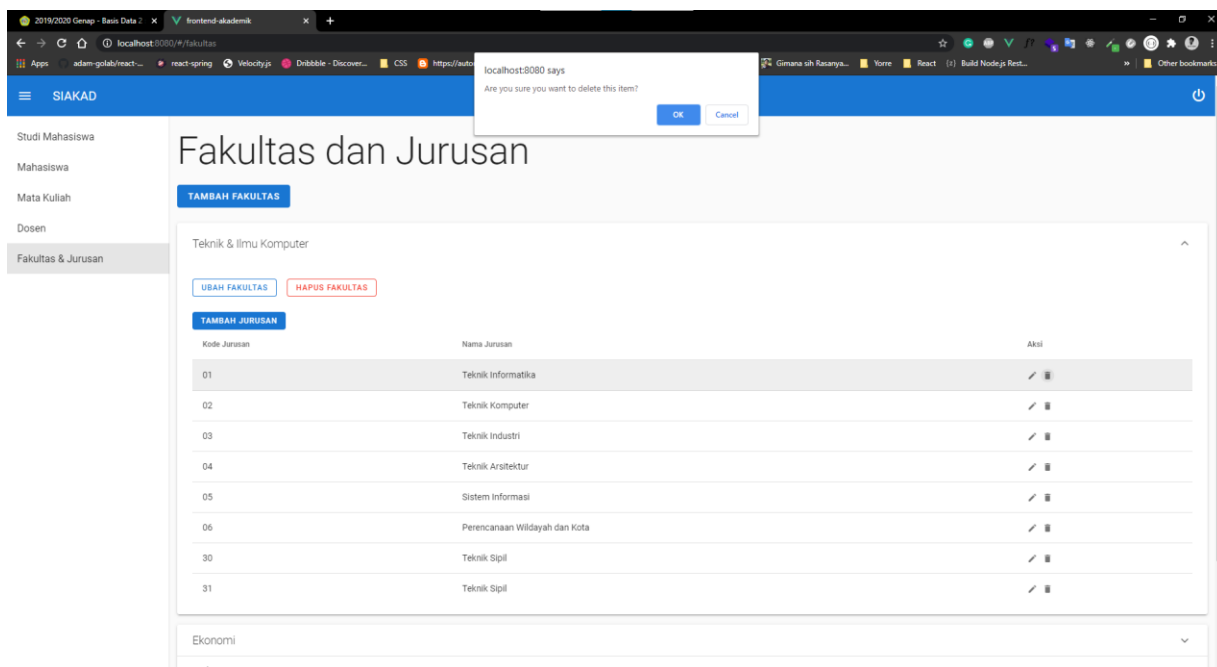 2019/2020 Genap - Basis Data 2
frontend-akademik
localhost:8080/#/fakultas
Apps
adam-golab/react-...
react-spring
Velocity.js
Dribbble - Discover...
CSS
https://auto
Gimana sih Rasanya...
Yorre
React
Build Node.js Rest...
Other bookmarks
localhost:8080 says
Are you sure you want to delete this item?
OK
Cancel
SIAKAD
Studi Mahasiswa
Mahasiswa
Mata Kuliah
Dosen
Fakultas & Jurusan
Fakultas dan Jurusan
TAMBAH FAKULTAS
Teknik & Ilmu Komputer
UBAH FAKULTAS
HAPUS FAKULTAS
TAMBAH JURUSAN
Kode Jurusan Nama Jurusan Aksi
01 Teknik Informatika
02 Teknik Komputer
03 Teknik Industri
04 Teknik Arsitektur
05 Sistem Informasi
06 Perencanaan Wildayah dan Kota
30 Teknik Sipil
31 Teknik Sipil
Ekonomi